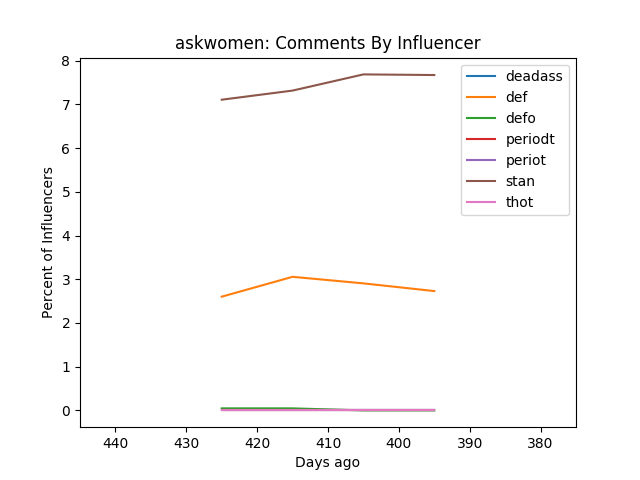 askwomen: Comments By Influencer
8
7
6
5
4
3
2
1
0
Percent of Influencers
deadass
def
defo
periodt
periot
stan
thot
440 430 420 410 400 390 380
Days ago